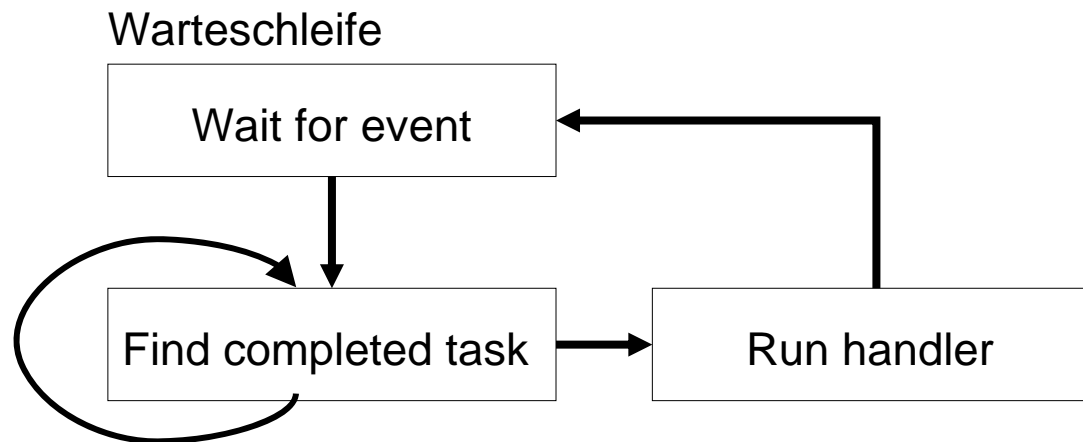 Warteschleife
Wait for event
Find completed task
Run handler